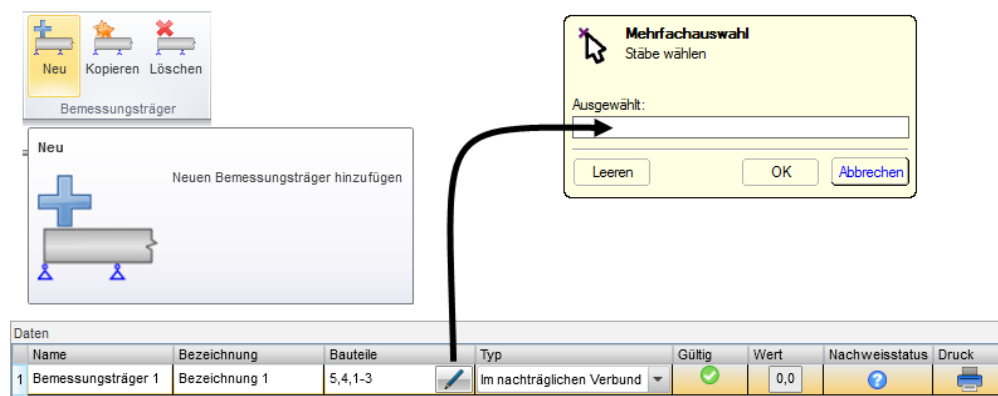 Neu Kopieren Löschen
Bemessungsträger
Neu
Neuen Bemessungsträger hinzufügen
Mehrfachauswahl
Stäbe wählen
Ausgewählt:
Leeren OK Abbrechen
Daten
Name Bezeichnung Bauteile Typ Gültig Wert Nachweisstatus Druck
1 Bemessungsträger 1 Bezeichnung 1 5,4,1-3 Im nachträglichen Verbund 0,0